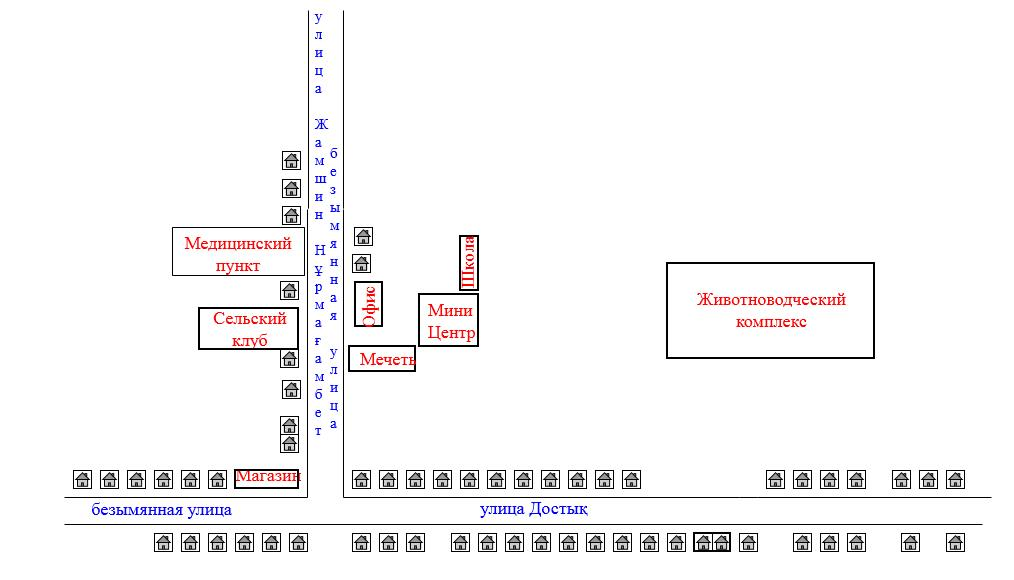 улица Жамшин Нұрмағамбет
безымянная улица
Медицинский
пункт
Школа
Офис
Мини
Центр
Сельский
клуб
Мечеть
Животноводческий
комплекс
Магазин
безымянная улица
улица Достық